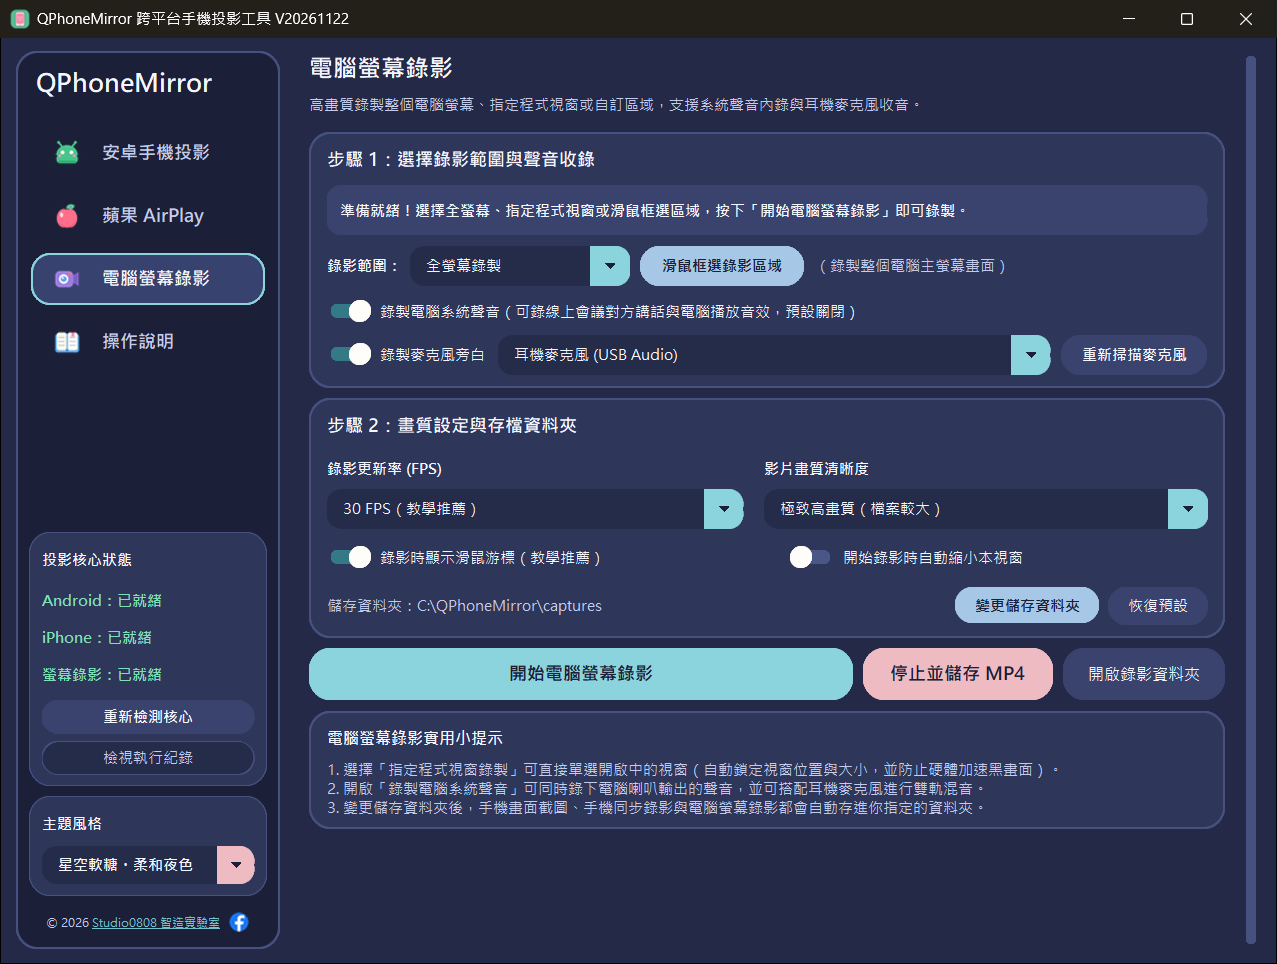 QPhoneMirror 跨平台手機投影工具 V20261122
QPhoneMirror
安卓手機投影
蘋果 AirPlay
電腦螢幕錄影
操作說明
投影核心狀態
Android：已就緒
iPhone：已就緒
螢幕錄影：已就緒
重新檢測核心
檢視執行紀錄
主題風格
星空軟糖・柔和夜色
© 2026 Studio0808 智造實驗室
電腦螢幕錄影
高畫質錄製整個電腦螢幕、指定程式視窗或自訂區域，支援系統聲音內錄與耳機麥克風收音。
步驟 1：選擇錄影範圍與聲音收錄
準備就緒！選擇全螢幕、指定程式視窗或滑鼠框選區域，按下「開始電腦螢幕錄影」即可錄製。
錄影範圍： 全螢幕錄製 滑鼠框選錄影區域 （錄製整個電腦主螢幕畫面）
錄製電腦系統聲音（可錄線上會議對方講話與電腦播放音效，預設關閉）
錄製麥克風旁白 耳機麥克風 (USB Audio) 重新掃描麥克風
步驟 2：畫質設定與存檔資料夾
錄影更新率 (FPS) 影片畫質清晰度
30 FPS（教學推薦） 極致高畫質（檔案較大）
錄影時顯示滑鼠游標（教學推薦） 開始錄影時自動縮小本視窗
儲存資料夾：C:\QPhoneMirror\captures 變更儲存資料夾 恢復預設
開始電腦螢幕錄影 停止並儲存 MP4 開啟錄影資料夾
電腦螢幕錄影實用小提示
1. 選擇「指定程式視窗錄製」可直接單選開啟中的視窗（自動鎖定視窗位置與大小，並防止硬體加速黑畫面）。
2. 開啟「錄製電腦系統聲音」可同時錄下電腦喇叭輸出的聲音，並可搭配耳機麥克風進行雙軌混音。
3. 變更儲存資料夾後，手機畫面截圖、手機同步錄影與電腦螢幕錄影都會自動存進你指定的資料夾。